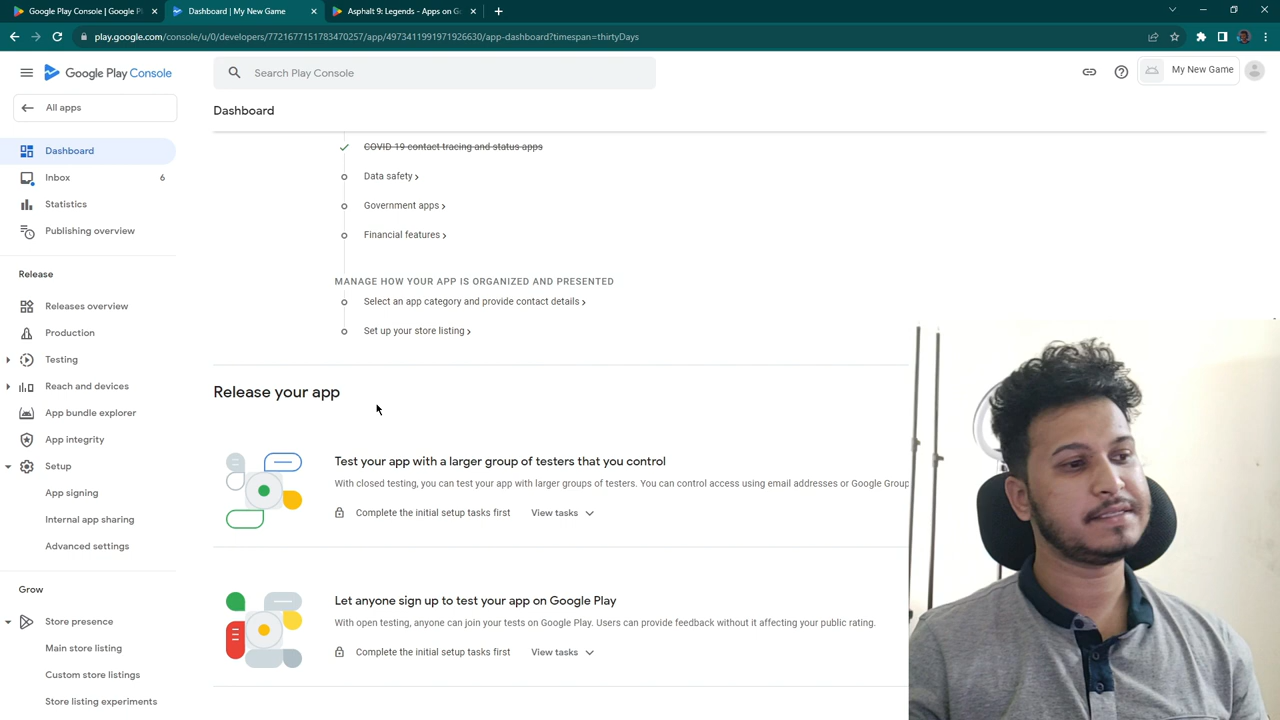 Google Play Console | Google Pl
Dashboard | My New Game
Asphalt 9: Legends - Apps on G
play.google.com/console/u/0/developers/7721677151783470257/app/4973411991971926630/app-dashboard?timespan=thirtyDays
Google Play Console
Search Play Console
My New Game
All apps
Dashboard
Dashboard
Inbox 6
Statistics
Publishing overview
Release
Releases overview
Production
Testing
Reach and devices
App bundle explorer
App integrity
Setup
App signing
Internal app sharing
Advanced settings
Grow
Store presence
Main store listing
Custom store listings
Store listing experiments
COVID-19 contact tracing and status apps
Data safety
Government apps
Financial features
MANAGE HOW YOUR APP IS ORGANIZED AND PRESENTED
Select an app category and provide contact details
Set up your store listing
Release your app
Test your app with a larger group of testers that you control
With closed testing, you can test your app with larger groups of testers. You can control access using email addresses or Google Group
Complete the initial setup tasks first View tasks
Let anyone sign up to test your app on Google Play
With open testing, anyone can join your tests on Google Play. Users can provide feedback without it affecting your public rating.
Complete the initial setup tasks first View tasks